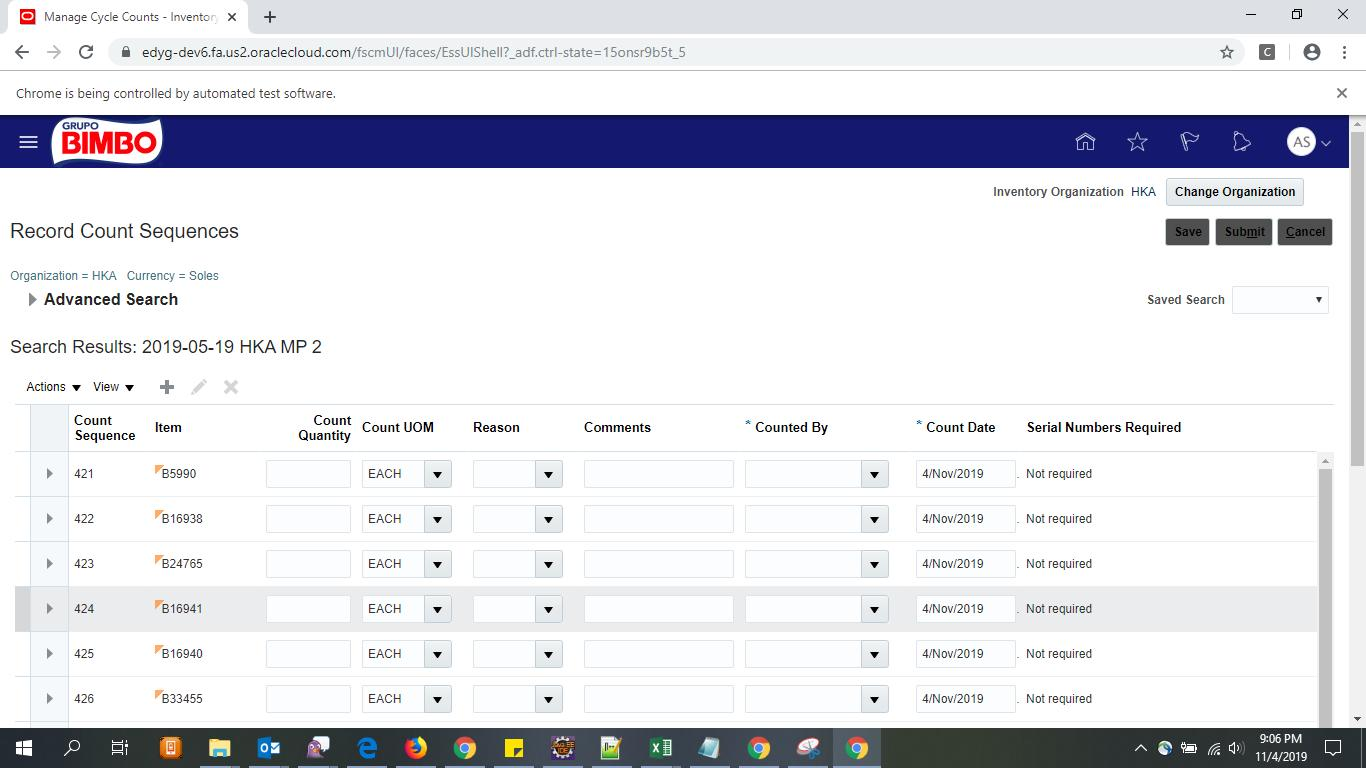 Manage Cycle Counts - Inventory
edyg-dev6.fa.us2.oraclecloud.com/fscmUI/faces/EssUIShell?_adf.ctrl-state=15onsr9b5t_5
C
Chrome is being controlled by automated test software.
GRUPO
BIMBO
AS
Inventory Organization HKA Change Organization
Record Count Sequences
Save Submit Cancel
Organization = HKA Currency = Soles
Advanced Search
Saved Search
Search Results: 2019-05-19 HKA MP 2
Actions View
Count Sequence Item Count Quantity Count UOM Reason Comments * Counted By * Count Date Serial Numbers Required
421 B5990 EACH 4/Nov/2019 . Not required
422 B16938 EACH 4/Nov/2019 . Not required
423 B24765 EACH 4/Nov/2019 . Not required
424 B16941 EACH 4/Nov/2019 . Not required
425 B16940 EACH 4/Nov/2019 . Not required
426 B33455 EACH 4/Nov/2019 . Not required
9:06 PM
11/4/2019